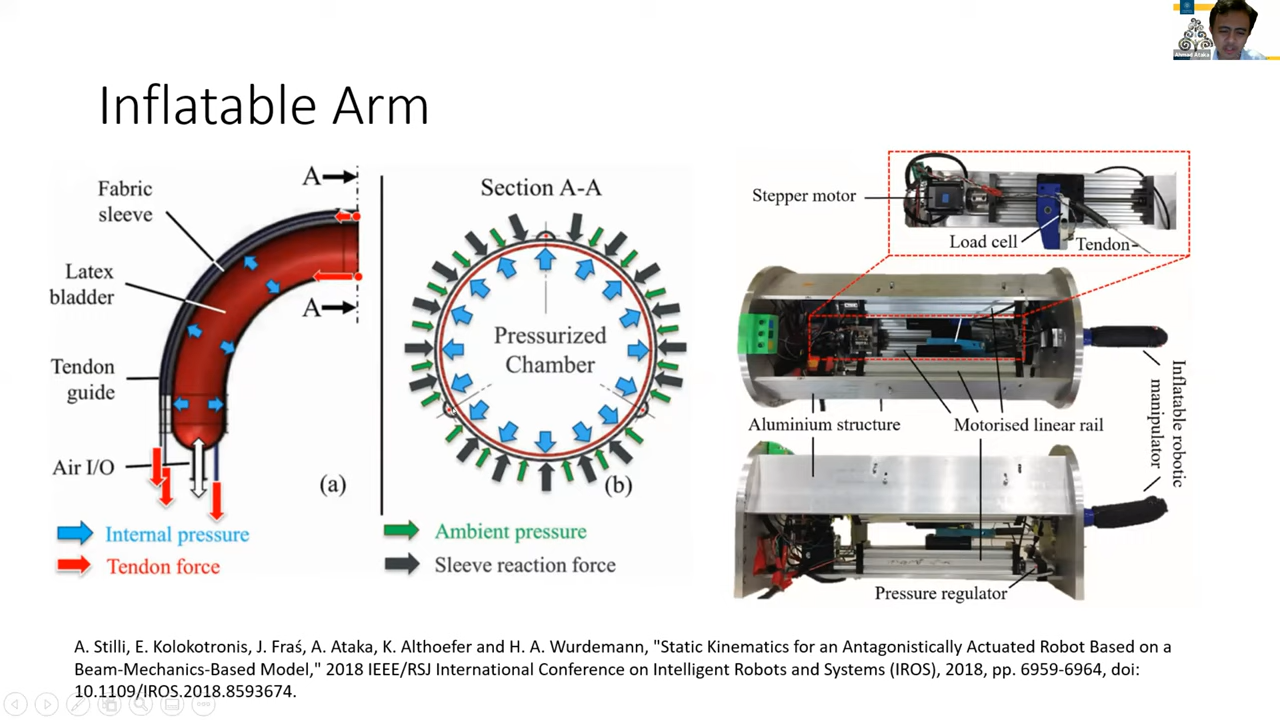 Ahmad Ataka
Inflatable Arm
Fabric
sleeve
Latex
bladder
Tendon
guide
Air I/O
A
A
(a)
Internal pressure
Tendon force
Section A-A
Pressurized
Chamber
(b)
Ambient pressure
Sleeve reaction force
Stepper motor
Load cell
Tendon
Aluminium structure
Motorised linear rail
Inflatable robotic
manipulator
Pressure regulator
A. Stilli, E. Kolokotronis, J. Fraś, A. Ataka, K. Althoefer and H. A. Wurdemann, "Static Kinematics for an Antagonistically Actuated Robot Based on a
Beam-Mechanics-Based Model," 2018 IEEE/RSJ International Conference on Intelligent Robots and Systems (IROS), 2018, pp. 6959-6964, doi:
10.1109/IROS.2018.8593674.